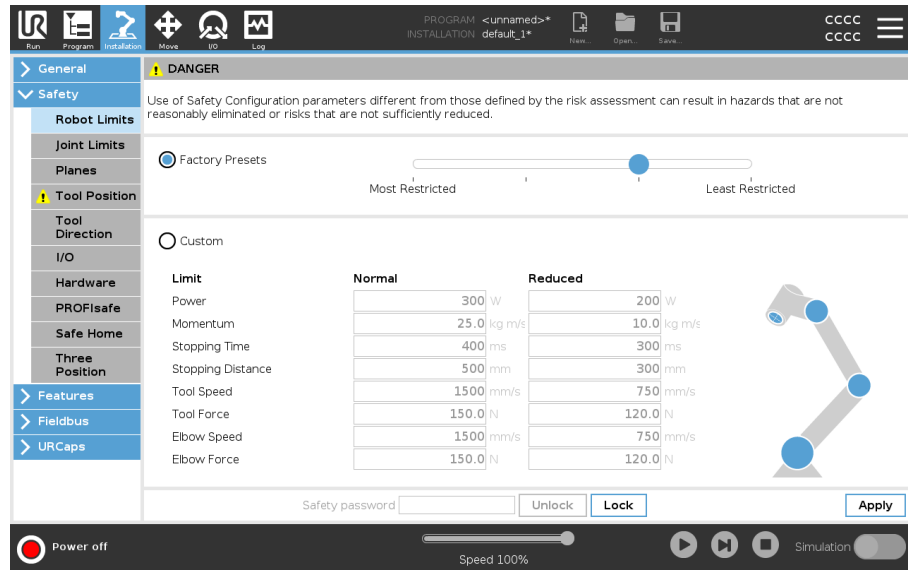 PROGRAM <unnamed>*
INSTALLATION default_1*
cccc
cccc
Run Program Installation Move I/O Log New... Open... Save...
General
Safety
Robot Limits
Joint Limits
Planes
Tool Position
Tool
Direction
I/O
Hardware
PROFIsafe
Safe Home
Three
Position
Features
Fieldbus
URCaps
DANGER
Use of Safety Configuration parameters different from those defined by the risk assessment can result in hazards that are not
reasonably eliminated or risks that are not sufficiently reduced.
Factory Presets
Most Restricted Least Restricted
Custom
Limit Normal Reduced
Power 300 W 200 W
Momentum 25.0 kg m/s 10.0 kg m/s
Stopping Time 400 ms 300 ms
Stopping Distance 500 mm 300 mm
Tool Speed 1500 mm/s 750 mm/s
Tool Force 150.0 N 120.0 N
Elbow Speed 1500 mm/s 750 mm/s
Elbow Force 150.0 N 120.0 N
Safety password Unlock Lock Apply
Power off
Speed 100%
Simulation